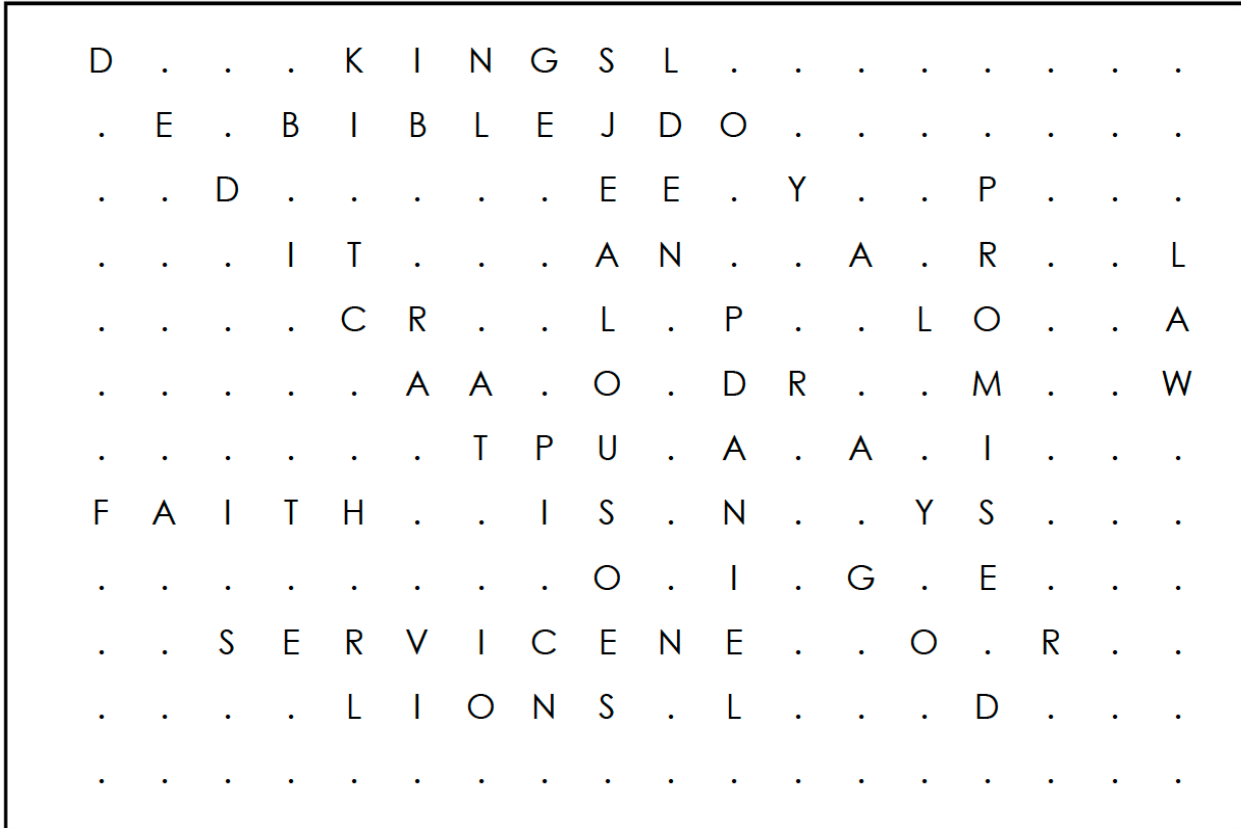 D . . . K I N G S L . . . . . . . .
. E . B I B L E J D O . . . . . . .
. . D . . . . . E E . Y . . P . . .
. . . I T . . . A N . . A . R . . L
. . . . C R . . L . P . . L O . . A
. . . . . A A . O . D R . . M . . W
. . . . . . T P U . A . A . I . . .
F A I T H . . I S . N . . Y S . . .
. . . . . . . . O . I . G . E . . .
. . S E R V I C E N E . . O . R . .
. . . . L I O N S . L . . . D . . .
. . . . . . . . . . . . . . . . . .